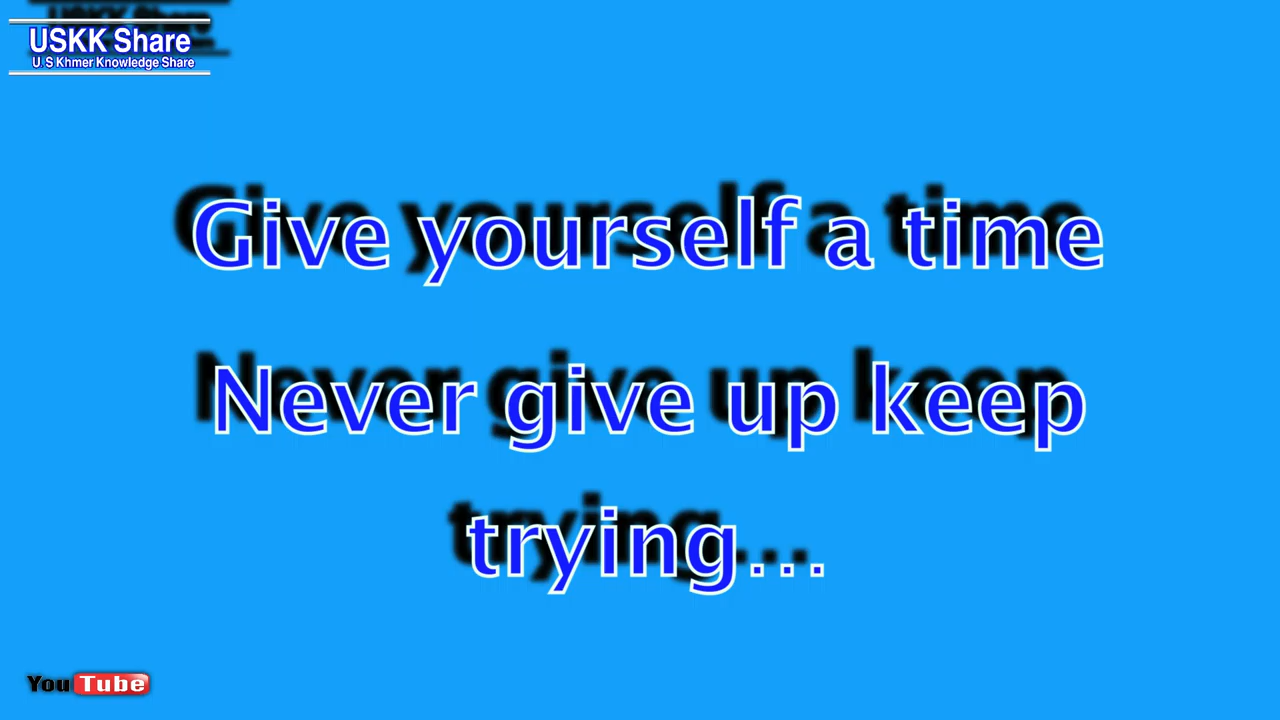 USKK Share
U S Khmer Knowledge Share
Give yourself a time
Never give up keep
trying...
YouTube